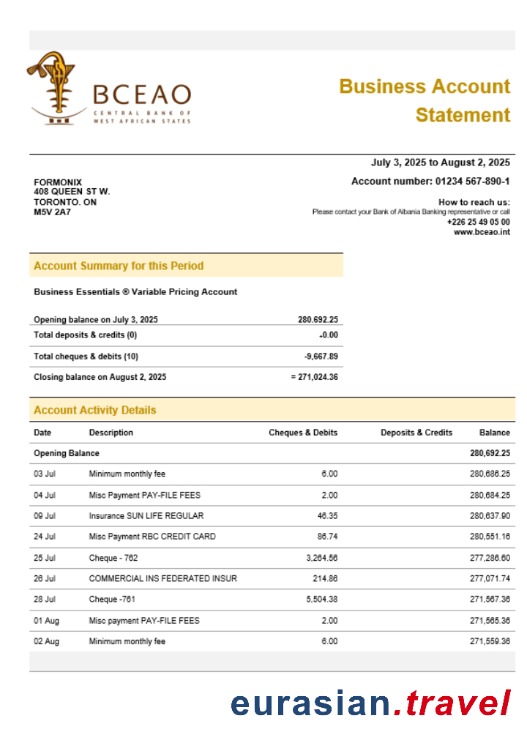 BCEAO
CENTRAL BANK OF
WEST AFRICAN STATES
Business Account
Statement
July 3, 2025 to August 2, 2025
Account number: 01234 567-890-1
FORMONIX
408 QUEEN ST W.
TORONTO. ON
M5V 2A7
How to reach us:
Please contact your Bank of Albania Banking representative or call
+226 25 49 05 00
www.bceao.int
Account Summary for this Period
Business Essentials ® Variable Pricing Account
Opening balance on July 3, 2025 280,692.25
Total deposits & credits (0) -0.00
Total cheques & debits (10) -9,667.89
Closing balance on August 2, 2025 = 271,024.36
Account Activity Details
Date Description Cheques & Debits Deposits & Credits Balance
Opening Balance 280,692.25
03 Jul Minimum monthly fee 6.00 280,686.25
04 Jul Misc Payment PAY-FILE FEES 2.00 280,684.25
09 Jul Insurance SUN LIFE REGULAR 46.35 280,637.90
24 Jul Misc Payment RBC CREDIT CARD 86.74 280,551.16
25 Jul Cheque - 762 3,264.56 277,286.60
26 Jul COMMERCIAL INS FEDERATED INSUR 214.86 277,071.74
28 Jul Cheque -761 5,504.38 271,567.36
01 Aug Misc payment PAY-FILE FEES 2.00 271,565.36
02 Aug Minimum monthly fee 6.00 271,559.36
eurasian.travel